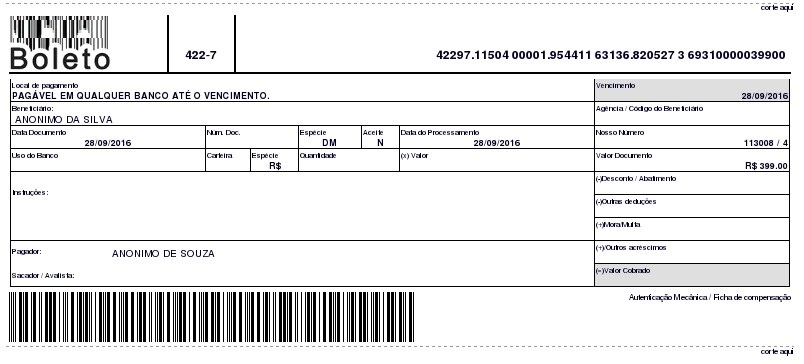 corte aqui
Boleto
422-7
42297.11504 00001.954411 63136.820527 3 69310000039900
Local de pagamento
PAGÁVEL EM QUALQUER BANCO ATÉ O VENCIMENTO.
Vencimento
28/09/2016
Beneficiário:
ANONIMO DA SILVA
Agência / Código do Beneficiário
Data Documento
28/09/2016
Núm. Doc.
Espécie
DM
Aceite
N
Data do Processamento
28/09/2016
Nosso Número
113008 / 4
Uso do Banco
Carteira
Espécie
R$
Quantidade
(x) Valor
Valor Documento
R$ 399.00
Instruções:
(-)Desconto / Abatimento
(-)Outras deduções
(+)Mora/Multa
(+)/Outros acréscimos
(=)Valor Cobrado
Pagador:
ANONIMO DE SOUZA
Sacador / Avalista:
Autenticação Mecânica / Ficha de compensação
corte aqui